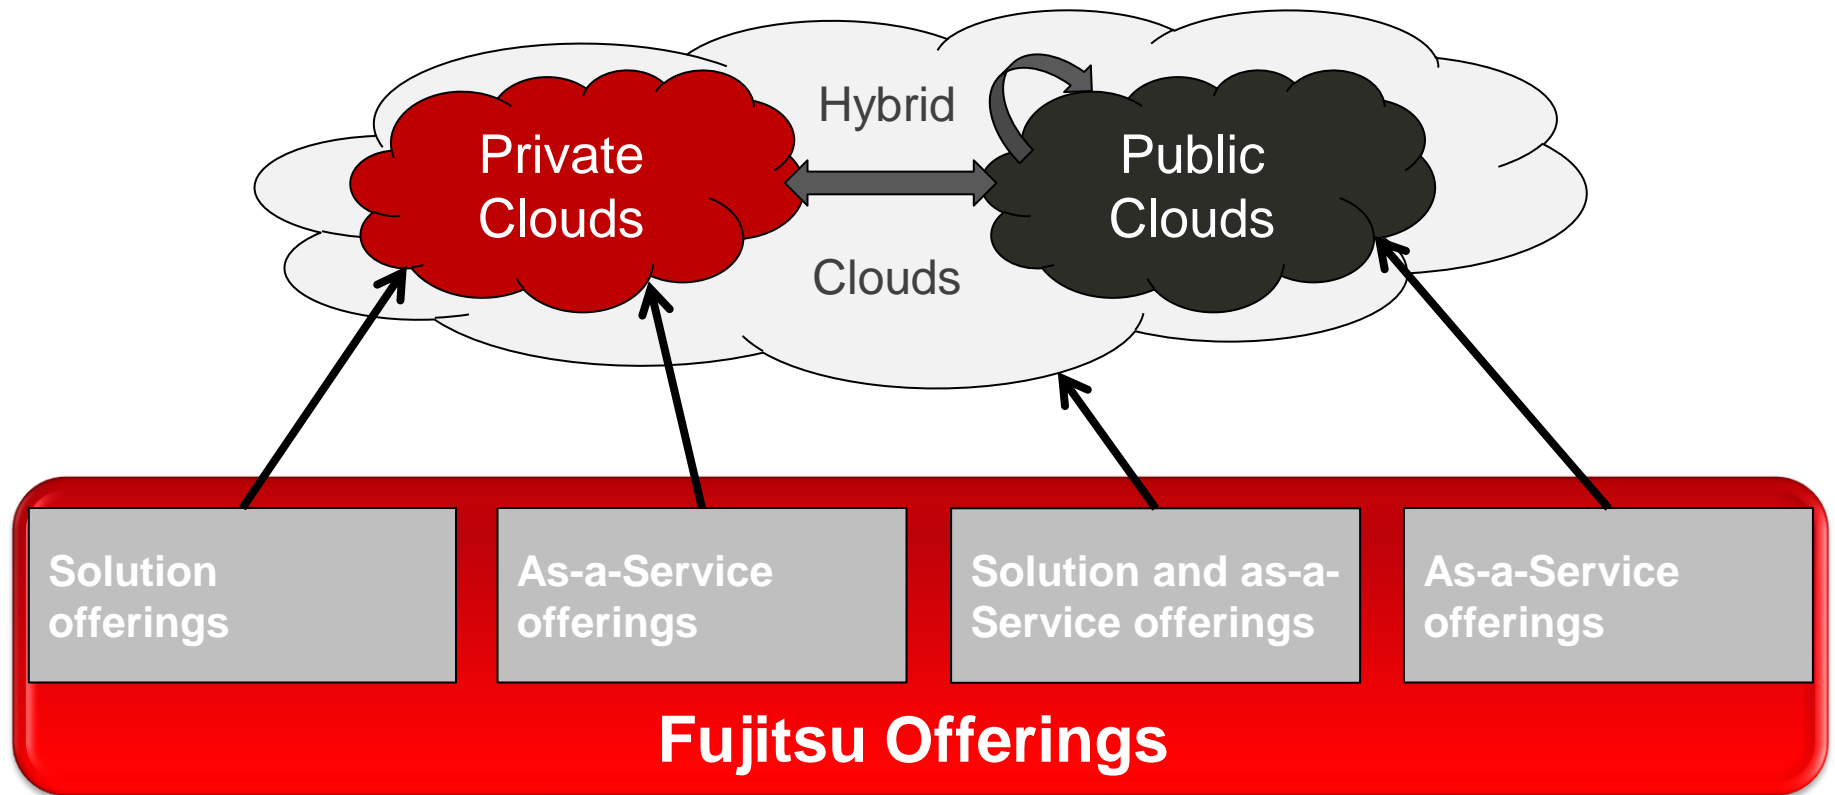 Hybrid
Clouds
Private
Clouds
Public
Clouds
Solution
offerings
As-a-Service
offerings
Solution and as-a-
Service offerings
As-a-Service
offerings
Fujitsu Offerings